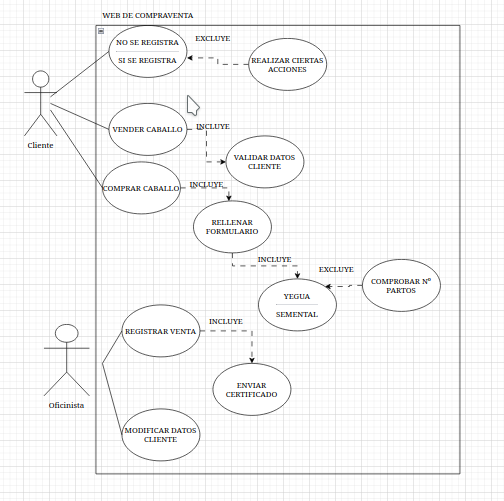 WEB DE COMPRAVENTA
NO SE REGISTRA
SI SE REGISTRA
EXCLUYE
REALIZAR CIERTAS
ACCIONES
Cliente
VENDER CABALLO
INCLUYE
VALIDAR DATOS
CLIENTE
COMPRAR CABALLO
INCLUYE
RELLENAR
FORMULARIO
INCLUYE
EXCLUYE
YEGUA
SEMENTAL
COMPROBAR Nº
PARTOS
REGISTRAR VENTA
INCLUYE
ENVIAR
CERTIFICADO
Oficinista
MODIFICAR DATOS
CLIENTE